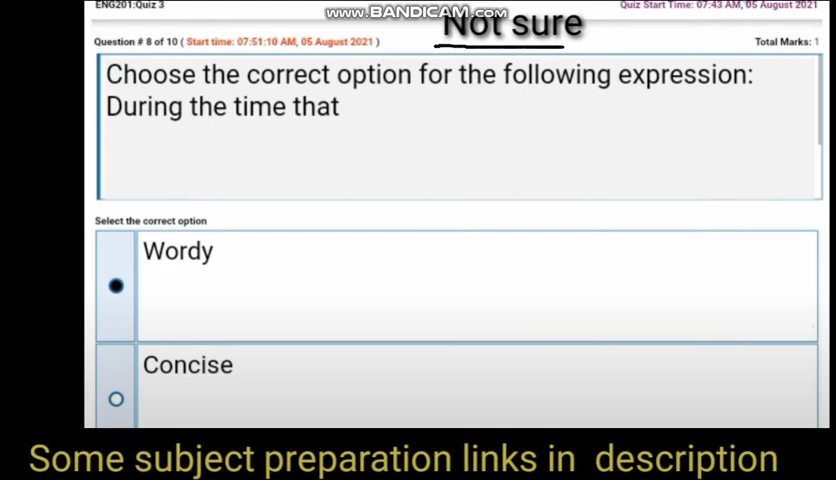 ENG201:Quiz 3
Quiz Start Time: 07:43 AM, 05 August 2021
www.BANDICAM.com
Not sure
Question # 8 of 10 ( Start time: 07:51:10 AM, 05 August 2021 )
Total Marks: 1
Choose the correct option for the following expression:
During the time that
Select the correct option
Wordy
Concise
Some subject preparation links in description